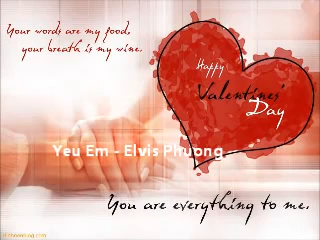 Your words are my food,
your breath is my wine.
Happy
Valentines'
Day
Yeu Em - Elvis Phuong
You are everything to me.